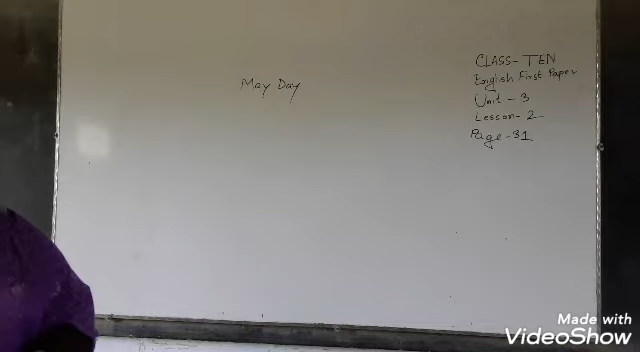 May Day
CLASS- TEN
English First Paper
Unit - 3
Lesson - 2
Page - 31
Made with
VideoShow